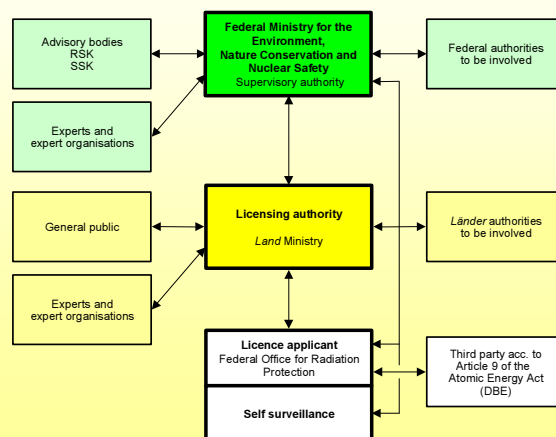 Advisory bodies
RSK
SSK
Federal Ministry for the
Environment,
Nature Conservation and
Nuclear Safety
Supervisory authority
Federal authorities
to be involved
Experts and
expert organisations
General public
Licensing authority
Land Ministry
Länder authorities
to be involved
Experts and
expert organisations
Licence applicant
Federal Office for Radiation
Protection
Third party acc. to
Article 9 of the
Atomic Energy Act
(DBE)
Self surveillance